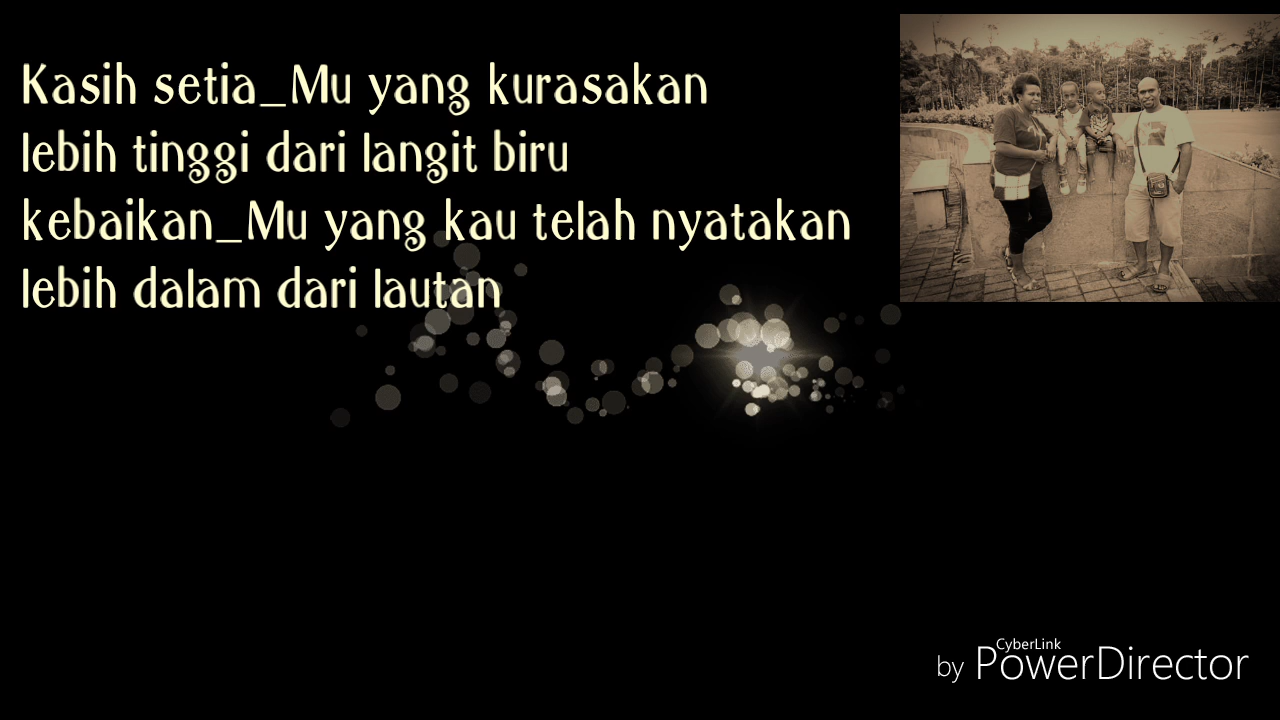 Kasih setia_Mu yang kurasakan
lebih tinggi dari langit biru
kebaikan_Mu yang kau telah nyatakan
lebih dalam dari lautan
CyberLink
by PowerDirector